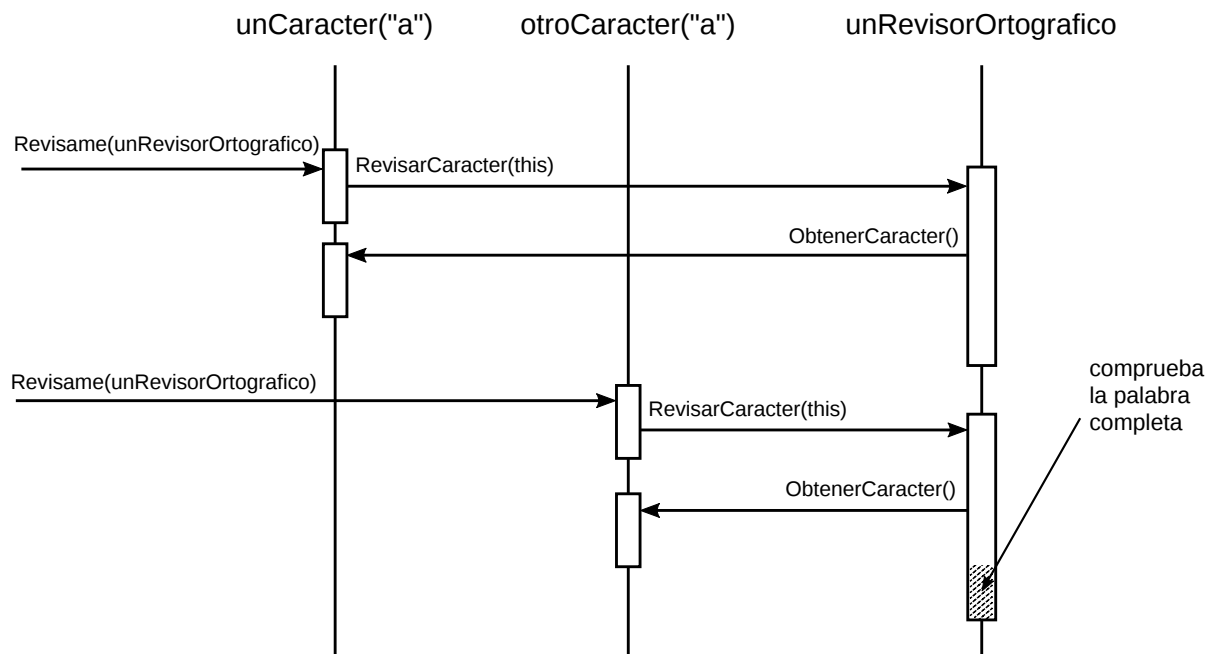 unCaracter("a")
otroCaracter("a")
unRevisorOrtografico
Revisame(unRevisorOrtografico)
RevisarCaracter(this)
ObtenerCaracter()
Revisame(unRevisorOrtografico)
RevisarCaracter(this)
ObtenerCaracter()
comprueba
la palabra
completa